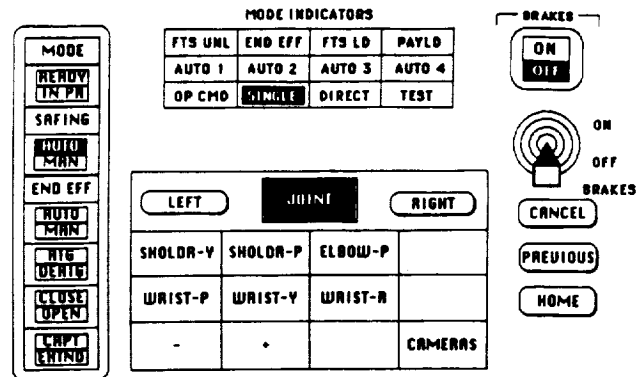 MODE INDICATORS
FTS UNL END EFF FTS LD PAYLD
AUTO 1 AUTO 2 AUTO 3 AUTO 4
OP CMD SINGLE DIRECT TEST
MODE
READY
IN PR
SAFING
AUTO
MAN
END EFF
AUTO
MAN
RIG
DERIG
CLOSE
OPEN
CAPT
EXTND
LEFT JOINT RIGHT
SHOLDR-Y SHOLDR-P ELBOW-P
WRIST-P WRIST-Y WRIST-R
- + CAMERAS
BRAKES
ON
OFF
ON
OFF
BRAKES
CANCEL
PREVIOUS
HOME